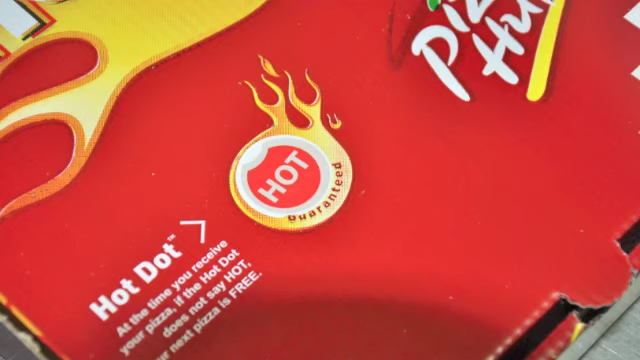 Pizza
Hut
HOT
Guaranteed
Hot Dot™
At the time you receive
your pizza, if the Hot Dot
does not say HOT,
next pizza is FREE.